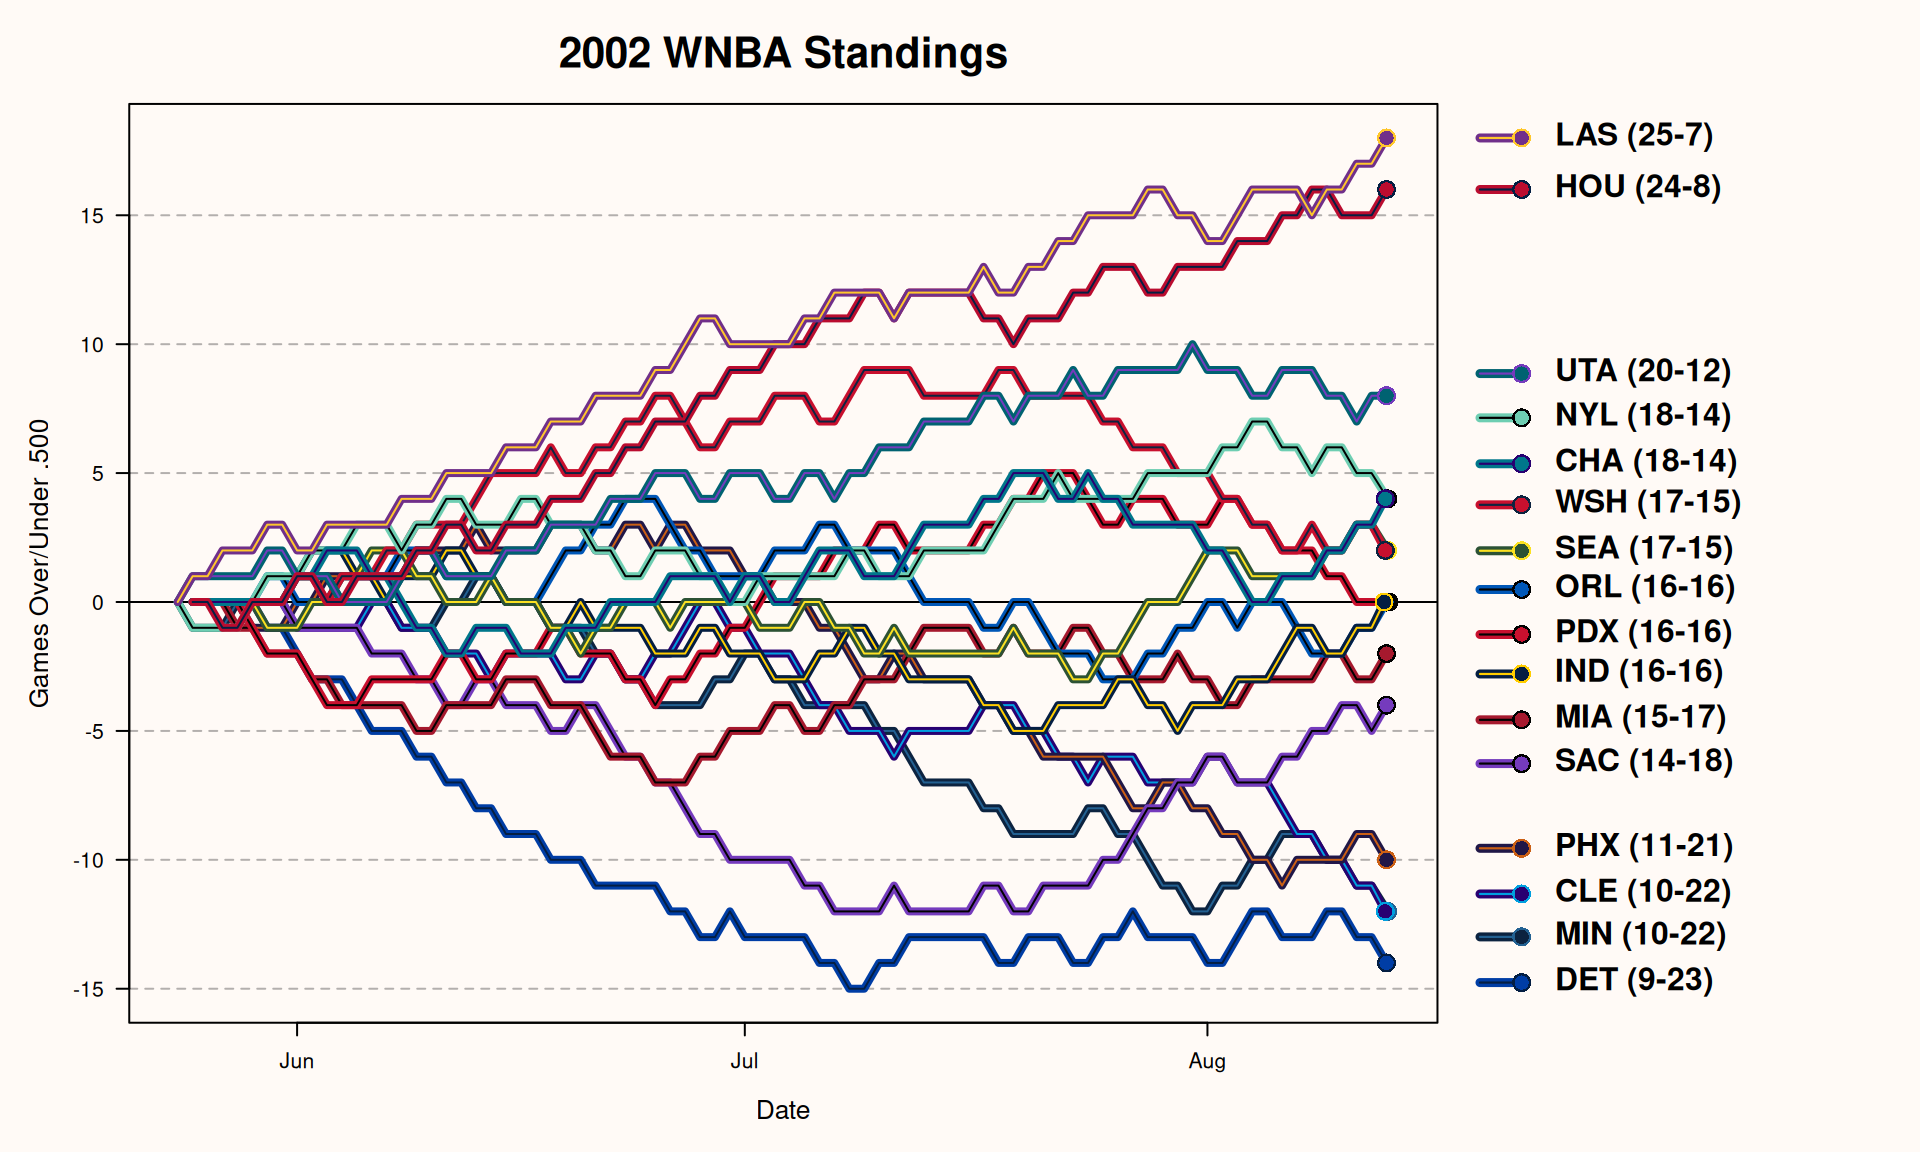 2002 WNBA Standings
Games Over/Under .500
15
10
5
0
-5
-10
-15
Jun
Jul
Aug
Date
LAS (25-7)
HOU (24-8)
UTA (20-12)
NYL (18-14)
CHA (18-14)
WSH (17-15)
SEA (17-15)
ORL (16-16)
PDX (16-16)
IND (16-16)
MIA (15-17)
SAC (14-18)
PHX (11-21)
CLE (10-22)
MIN (10-22)
DET (9-23)